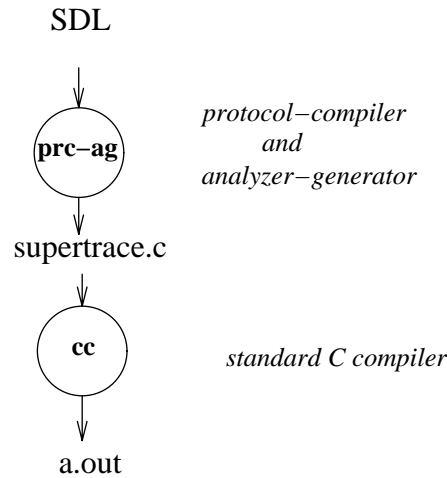 SDL
protocol−compiler
and
prc−ag
analyzer−generator
supertrace.c
cc
standard C compiler
a.out